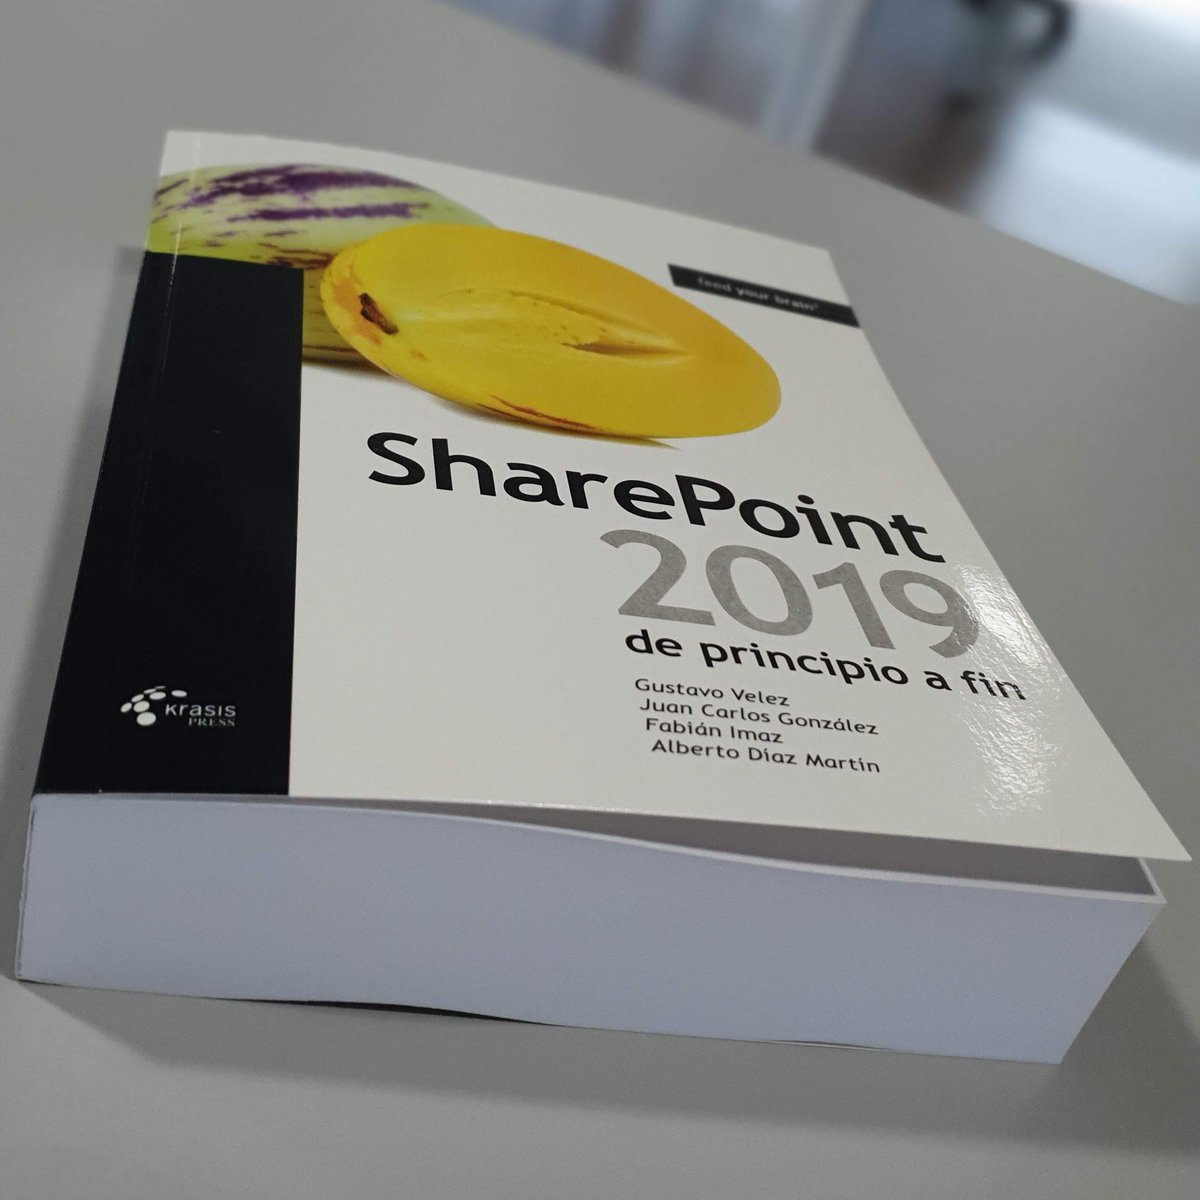 feed your brain®
SharePoint
2019
de principio a fin
Gustavo Velez
Juan Carlos González
Fabián Imaz
Alberto Díaz Martín
krasis
PRESS